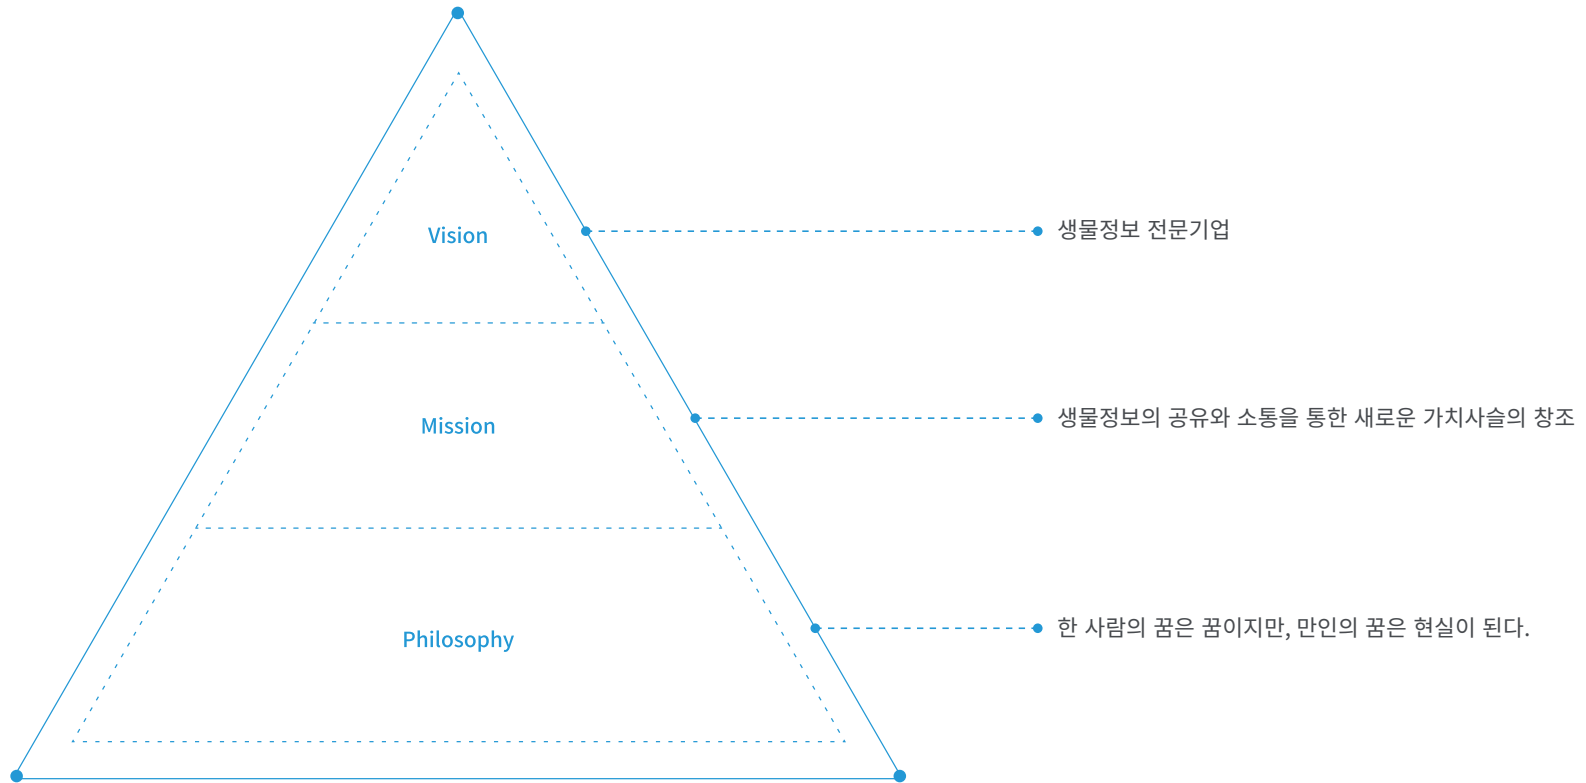 Vision
생물정보 전문기업
Mission
생물정보의 공유와 소통을 통한 새로운 가치사슬의 창조
Philosophy
한 사람의 꿈은 꿈이지만, 만인의 꿈은 현실이 된다.